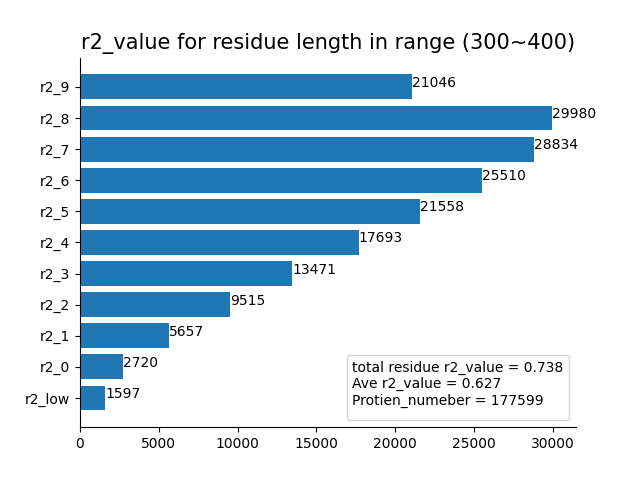 r2_value for residue length in range (300~400)
r2_9 21046
r2_8 29980
r2_7 28834
r2_6 25510
r2_5 21558
r2_4 17693
r2_3 13471
r2_2 9515
r2_1 5657
r2_0 2720
r2_low 1597
total residue r2_value = 0.738
Ave r2_value = 0.627
Protien_numeber = 177599
0 5000 10000 15000 20000 25000 30000